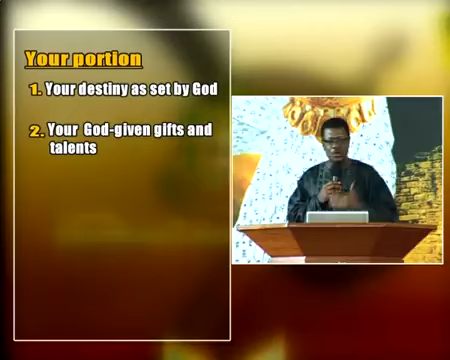 Your portion
1. Your destiny as set by God
2. Your God-given gifts and
talents